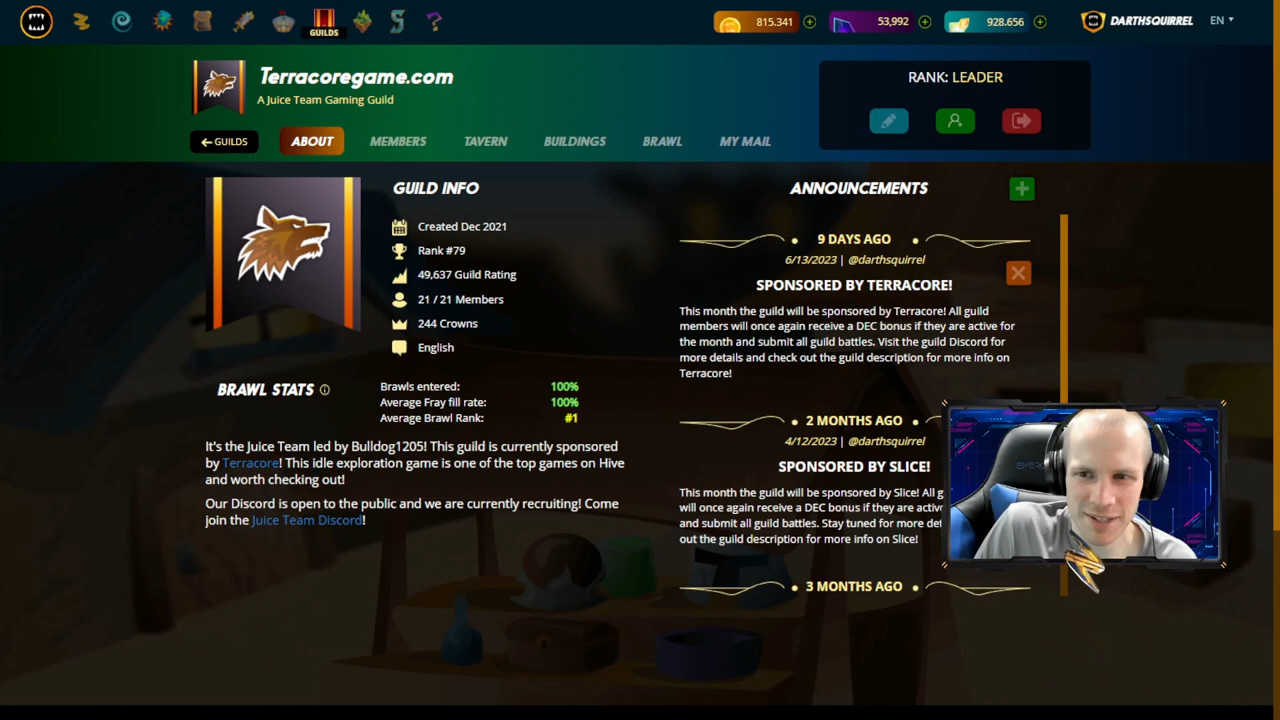 GUILDS
815.341
53,992
928.656
DARTHSQUIRREL
EN
Terracoregame.com
A Juice Team Gaming Guild
RANK: LEADER
GUILDS
ABOUT
MEMBERS
TAVERN
BUILDINGS
BRAWL
MY MAIL
GUILD INFO
Created Dec 2021
Rank #79
49,637 Guild Rating
21 / 21 Members
244 Crowns
English
BRAWL STATS
Brawls entered: 100%
Average Fray fill rate: 100%
Average Brawl Rank: #1
It's the Juice Team led by Bulldog1205! This guild is currently sponsored
by Terracore! This idle exploration game is one of the top games on Hive
and worth checking out!
Our Discord is open to the public and we are currently recruiting! Come
join the Juice Team Discord!
ANNOUNCEMENTS
9 DAYS AGO
6/13/2023 | @darthsquirrel
SPONSORED BY TERRACORE!
This month the guild will be sponsored by Terracore! All guild
members will once again receive a DEC bonus if they are active for
the month and submit all guild battles. Visit the guild Discord for
more details and check out the guild description for more info on
Terracore!
2 MONTHS AGO
4/12/2023 | @darthsquirrel
SPONSORED BY SLICE!
This month the guild will be sponsored by Slice! All g
will once again receive a DEC bonus if they are activ
and submit all guild battles. Stay tuned for more det
out the guild description for more info on Slice!
3 MONTHS AGO